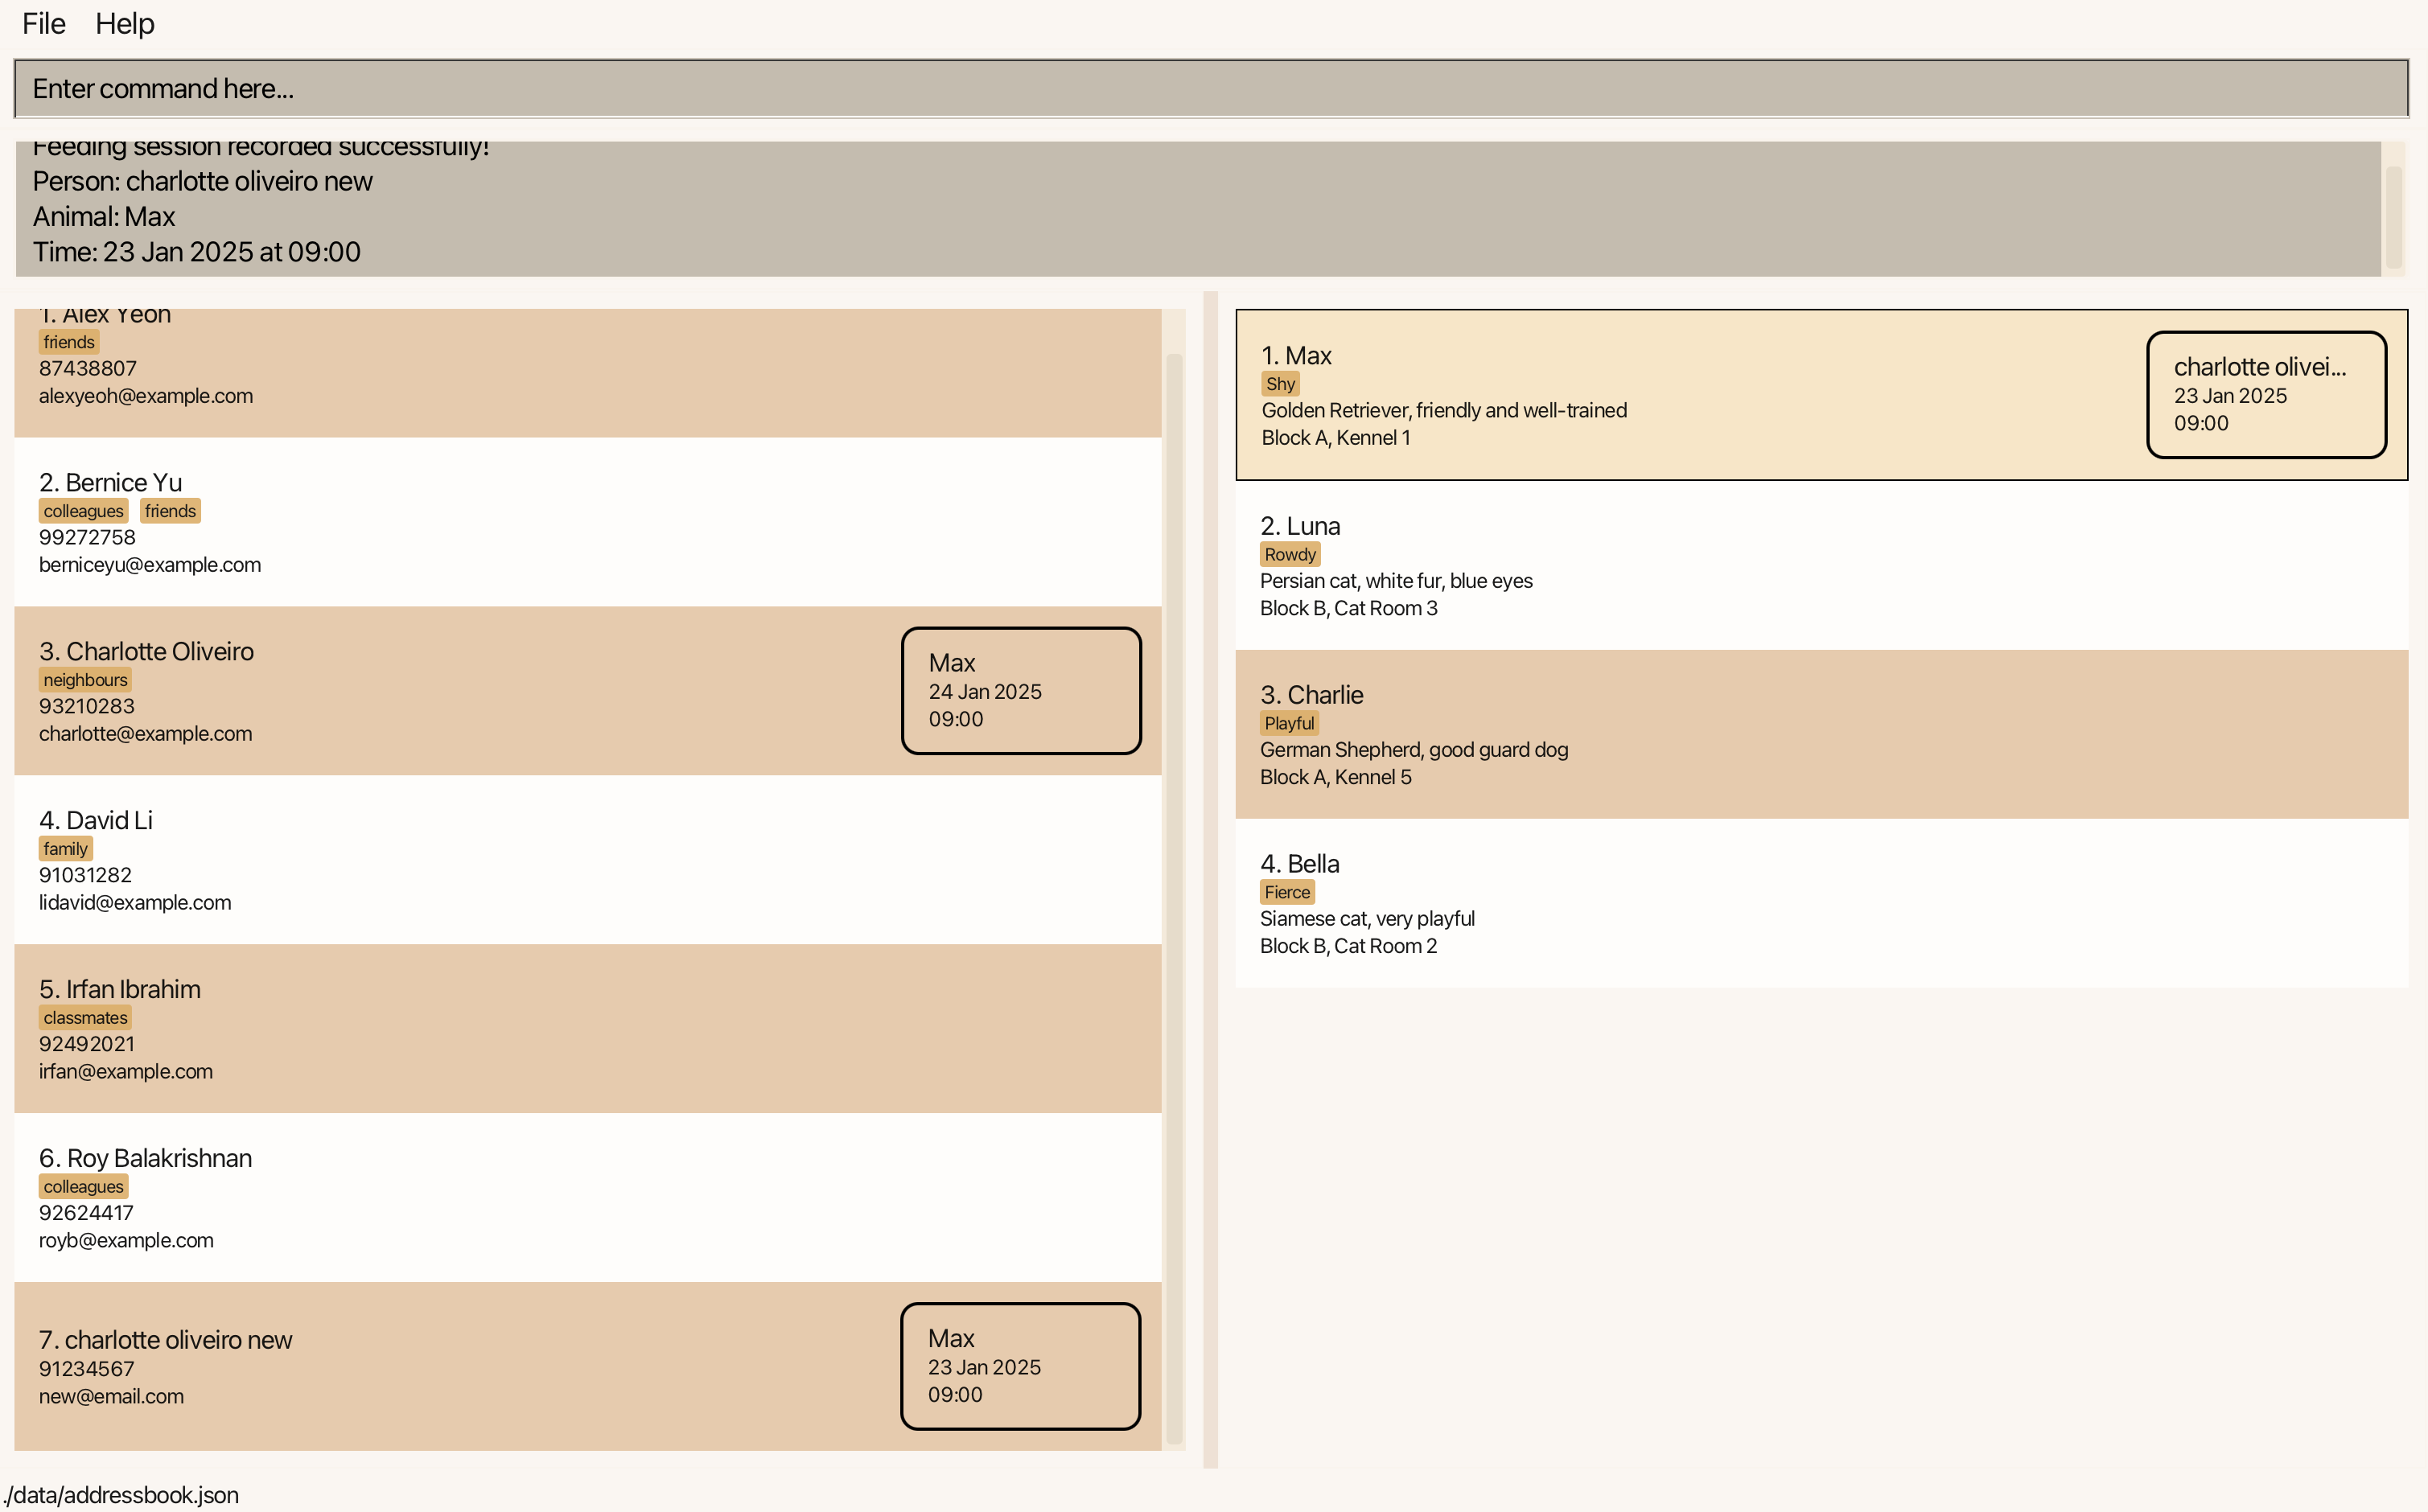 File Help
Enter command here...
Feeding session recorded successfully!
Person: charlotte oliveiro new
Animal: Max
Time: 23 Jan 2025 at 09:00
1. Alex Yeoh
friends
87438807
alexyeoh@example.com
2. Bernice Yu
colleagues friends
99272758
berniceyu@example.com
3. Charlotte Oliveiro
neighbours
93210283
charlotte@example.com
Max
24 Jan 2025
09:00
4. David Li
family
91031282
lidavid@example.com
5. Irfan Ibrahim
classmates
92492021
irfan@example.com
6. Roy Balakrishnan
colleagues
92624417
royb@example.com
7. charlotte oliveiro new
91234567
new@email.com
Max
23 Jan 2025
09:00
1. Max
Shy
Golden Retriever, friendly and well-trained
Block A, Kennel 1
charlotte olivei...
23 Jan 2025
09:00
2. Luna
Rowdy
Persian cat, white fur, blue eyes
Block B, Cat Room 3
3. Charlie
Playful
German Shepherd, good guard dog
Block A, Kennel 5
4. Bella
Fierce
Siamese cat, very playful
Block B, Cat Room 2
./data/addressbook.json